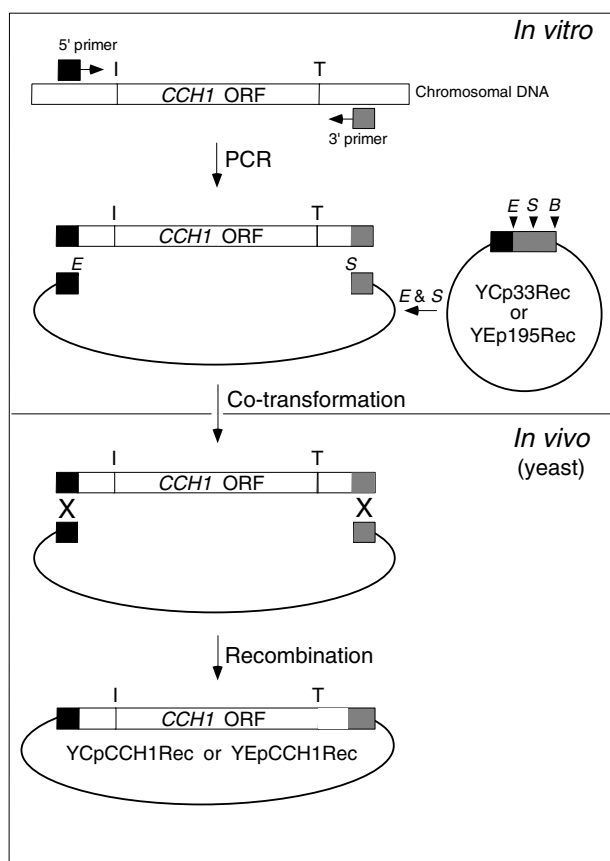 In vitro
5' primer
I
T
CCH1 ORF
Chromosomal DNA
3' primer
PCR
I
T
CCH1 ORF
E
S
E S B
YCp33Rec
or
YEp195Rec
E & S
Co-transformation
In vivo
(yeast)
I
T
CCH1 ORF
X
X
Recombination
I
T
CCH1 ORF
YCpCCH1Rec or YEpCCH1Rec